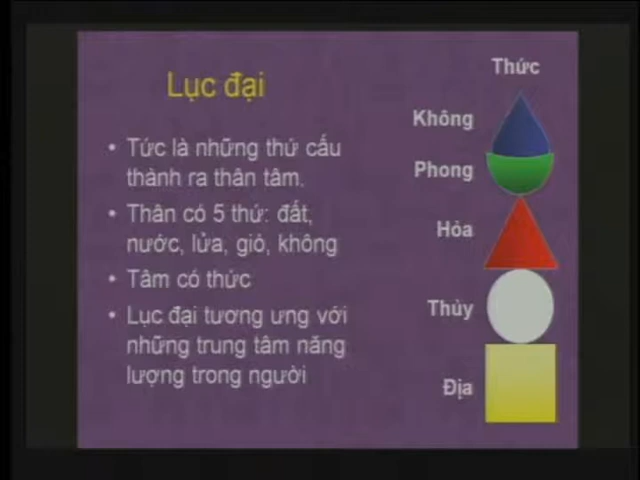 Lục đại
• Tức là những thứ cấu
thành ra thân tâm.
• Thân có 5 thứ: đất,
nước, lửa, gió, không
• Tâm có thức
• Lục đại tương ưng với
những trung tâm năng
lượng trong người
Thức
Không
Phong
Hỏa
Thủy
Địa